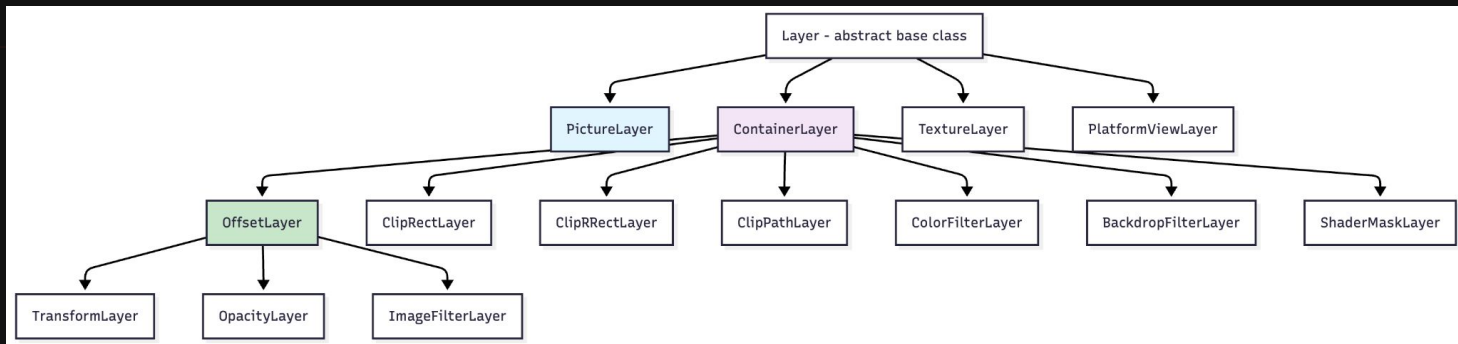 Layer - abstract base class
PictureLayer
ContainerLayer
TextureLayer
PlatformViewLayer
OffsetLayer
ClipRectLayer
ClipRRectLayer
ClipPathLayer
ColorFilterLayer
BackdropFilterLayer
ShaderMaskLayer
TransformLayer
OpacityLayer
ImageFilterLayer